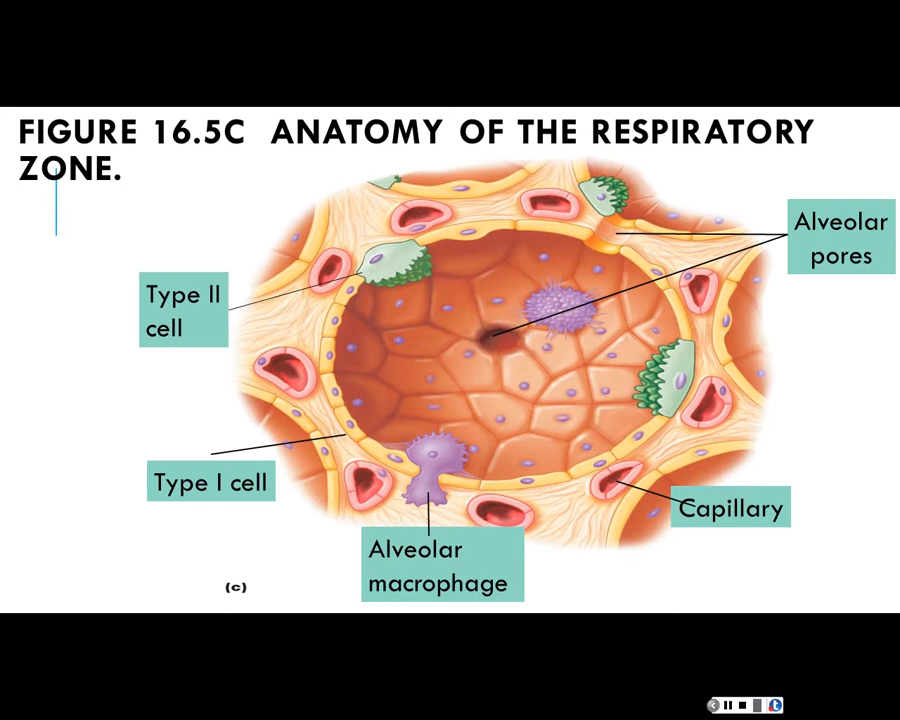 FIGURE 16.5C ANATOMY OF THE RESPIRATORY
ZONE.
Alveolar
pores
Type II
cell
Type I cell
Capillary
Alveolar
macrophage
(c)